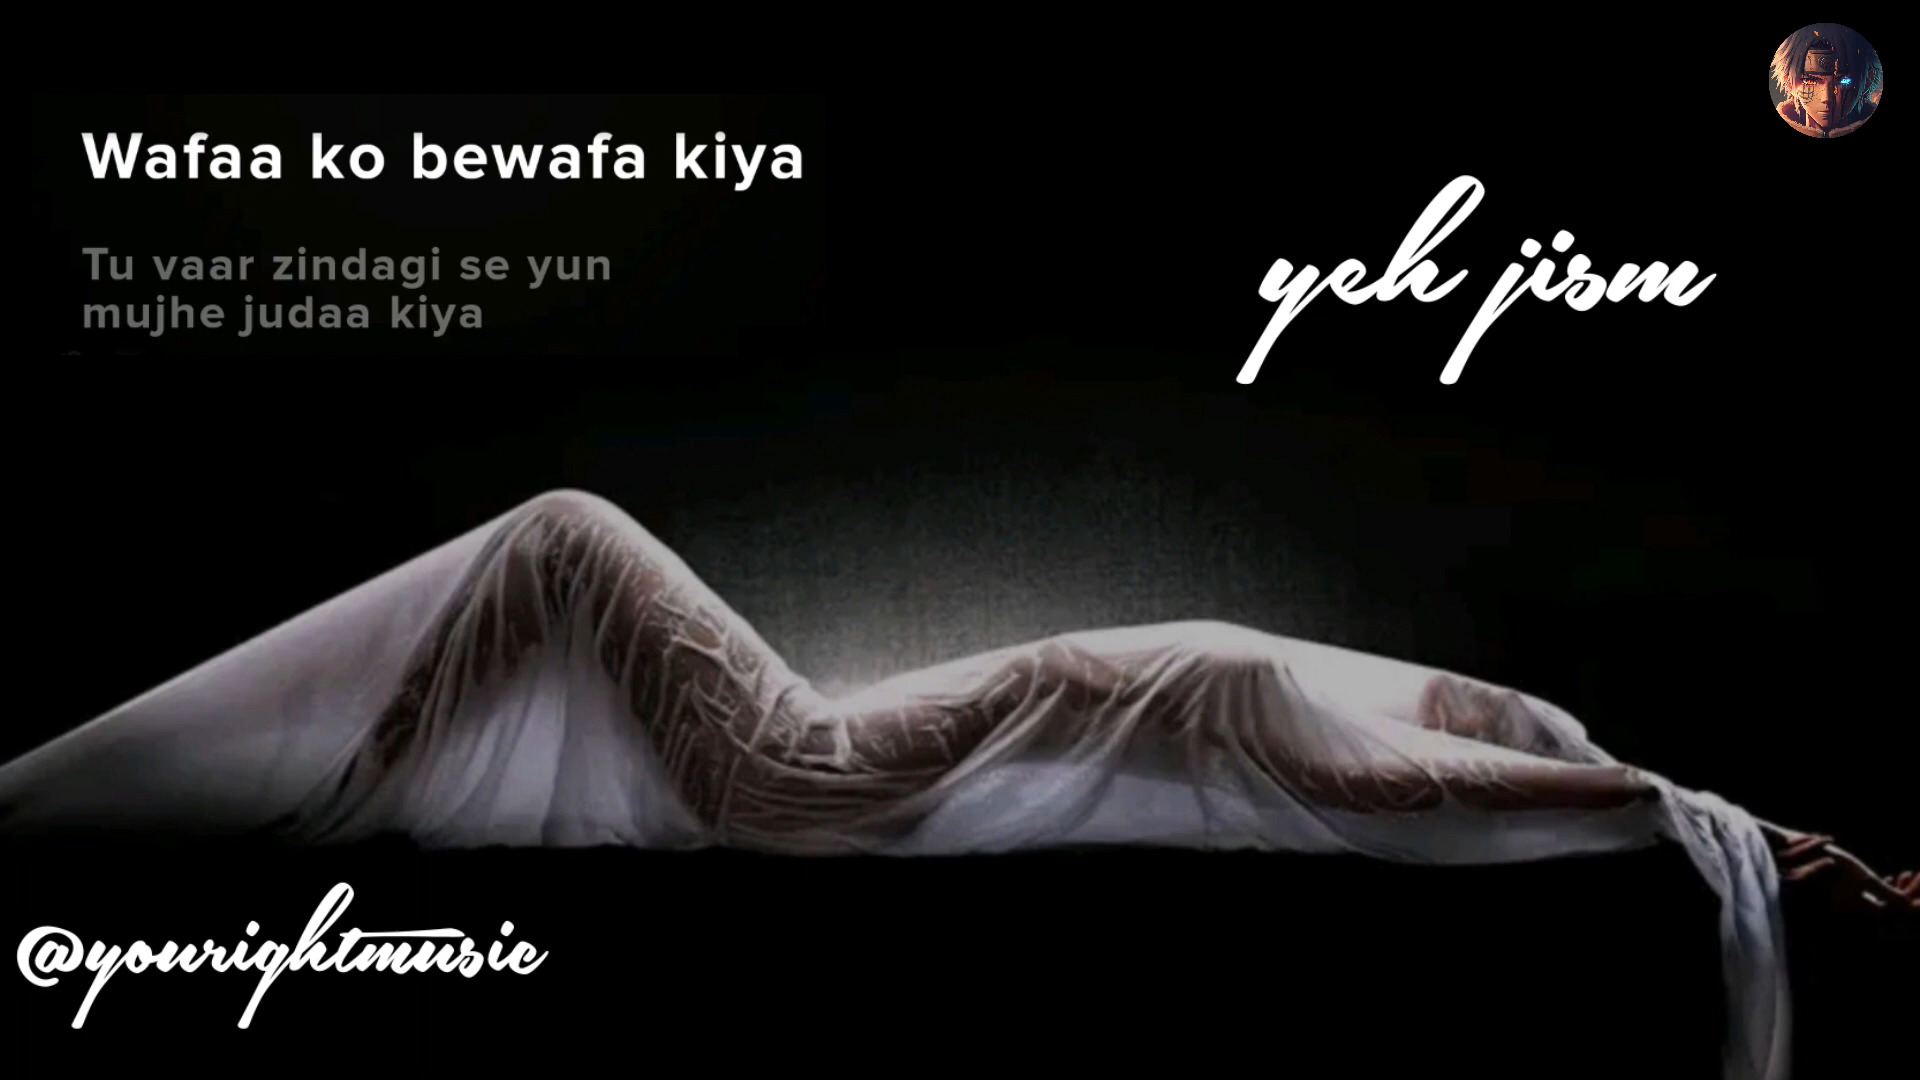 Wafaa ko bewafa kiya
Tu vaar zindagi se yun
mujhe judaa kiya
yeh jism
@yourightmusic